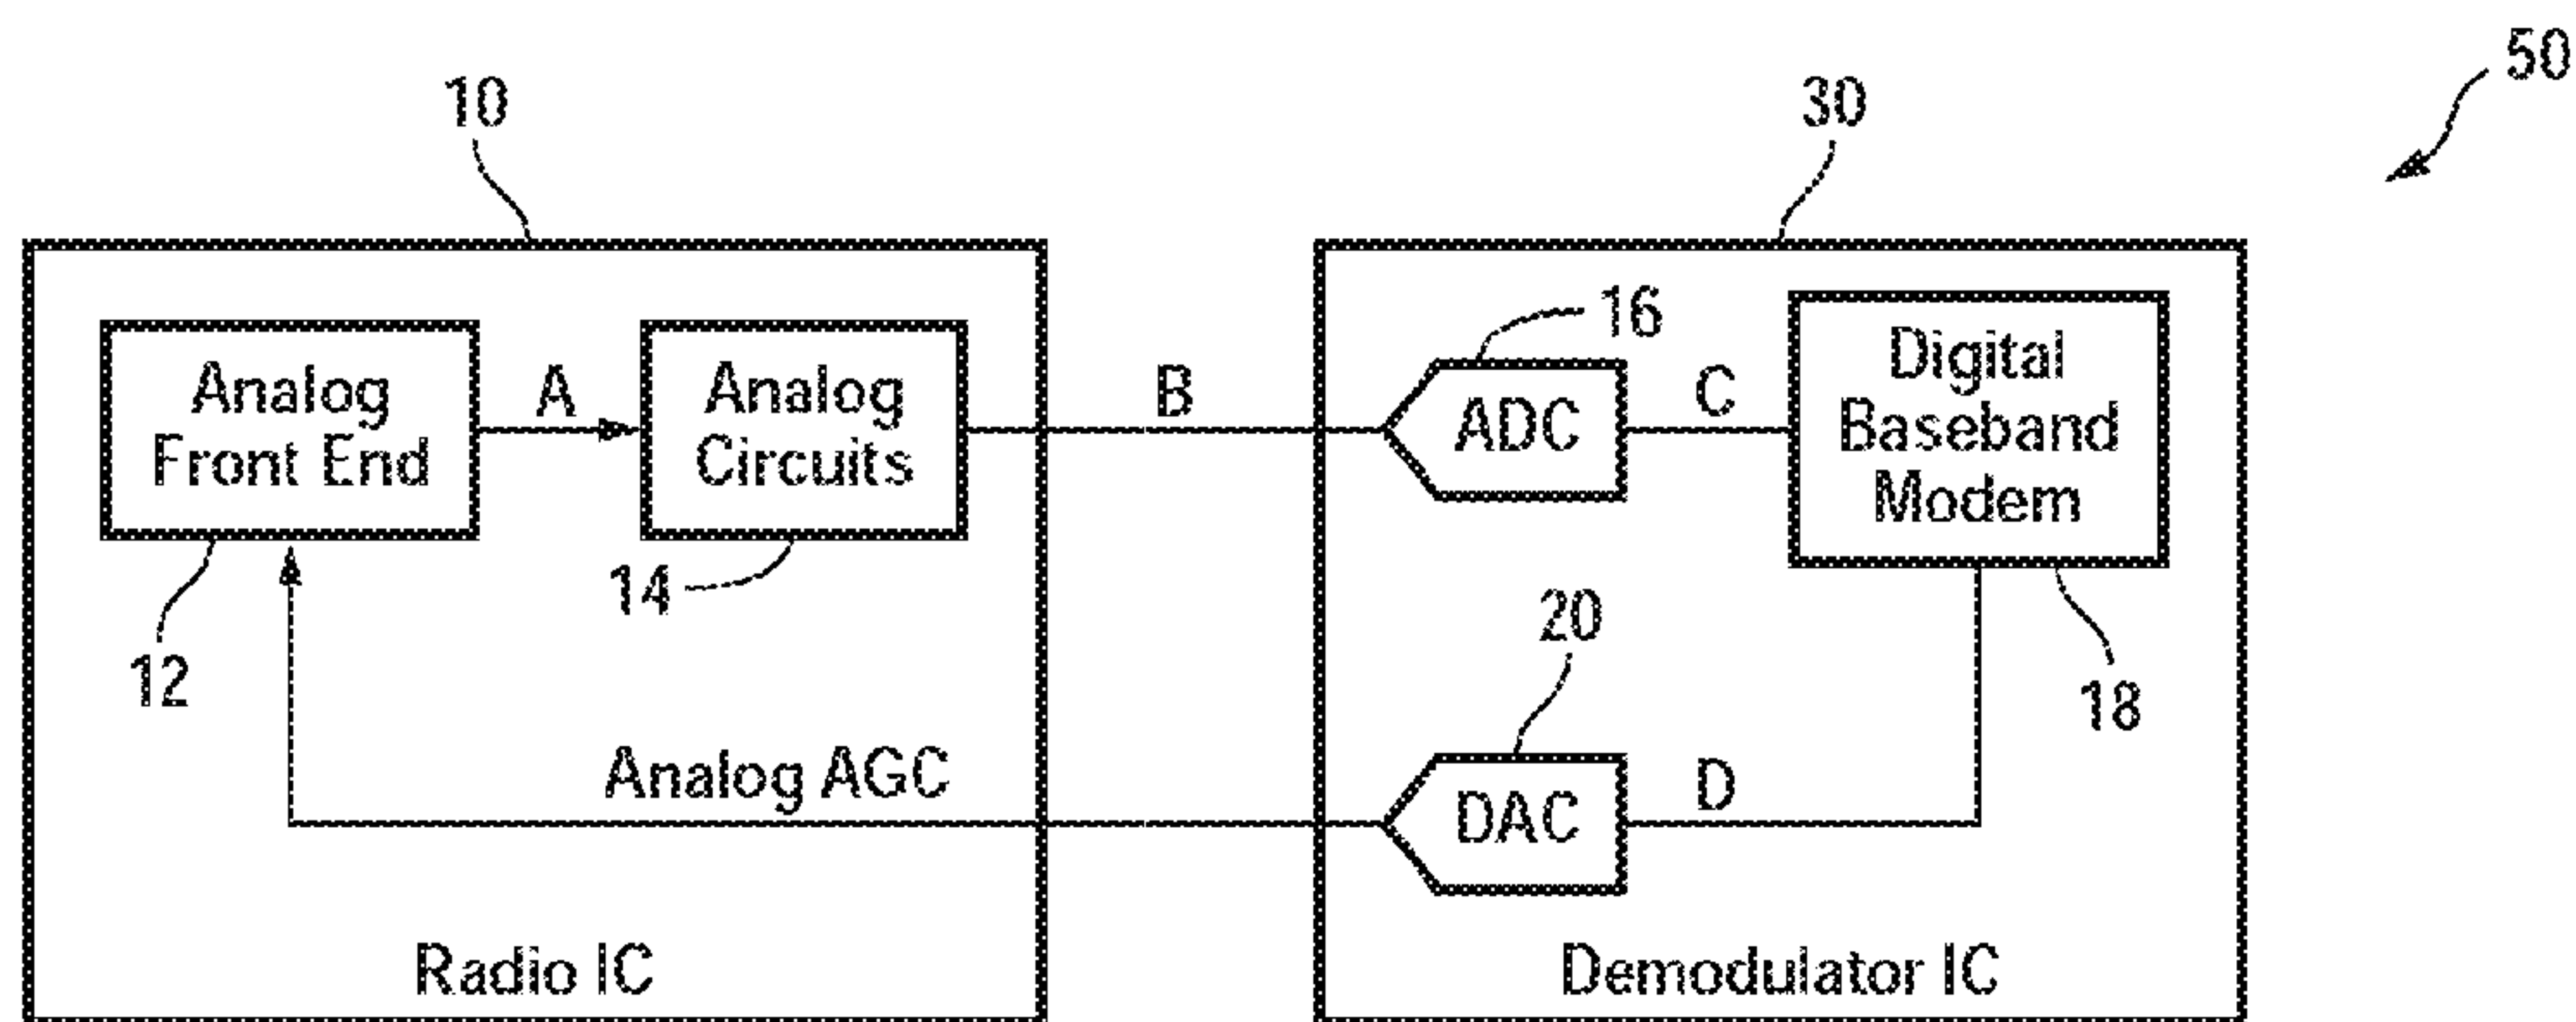 50
10
30
16
Analog
Front End
A
Analog
Circuits
B
ADC
C
Digital
Baseband
Modem
12
14
20
18
Analog AGC
DAC
D
Radio IC
Demodulator IC